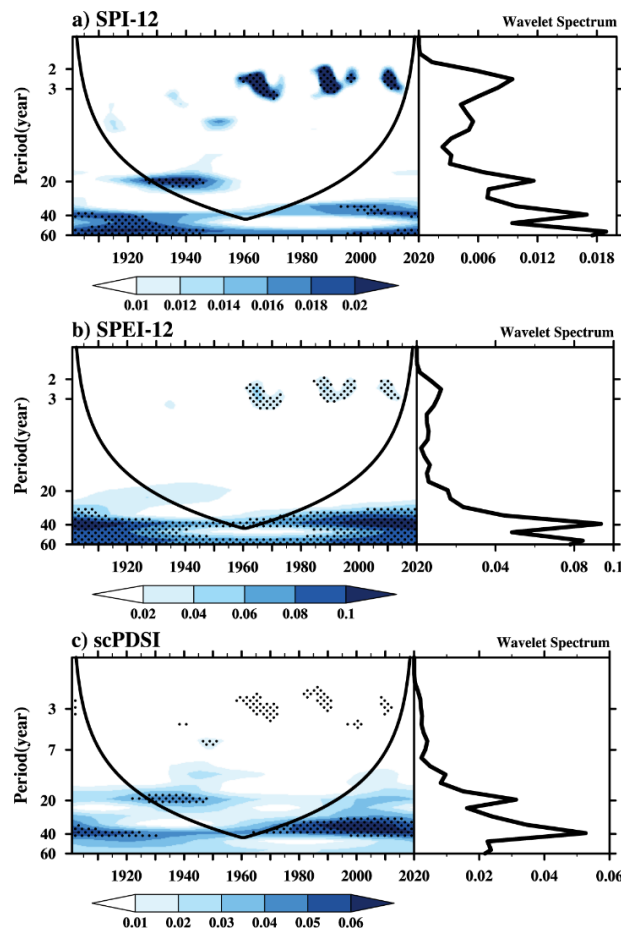 a) SPI-12
Wavelet Spectrum
Period(year)
2
3
20
40
60
1920 1940 1960 1980 2000 2020 0.006 0.012 0.018
0.01 0.012 0.014 0.016 0.018 0.02
b) SPEI-12
Wavelet Spectrum
Period(year)
2
3
20
40
60
1920 1940 1960 1980 2000 2020 0.04 0.08 0.1
0.02 0.04 0.06 0.08 0.1
c) scPDSI
Wavelet Spectrum
Period(year)
3
7
20
40
60
1920 1940 1960 1980 2000 2020 0.02 0.04 0.06
0.01 0.02 0.03 0.04 0.05 0.06